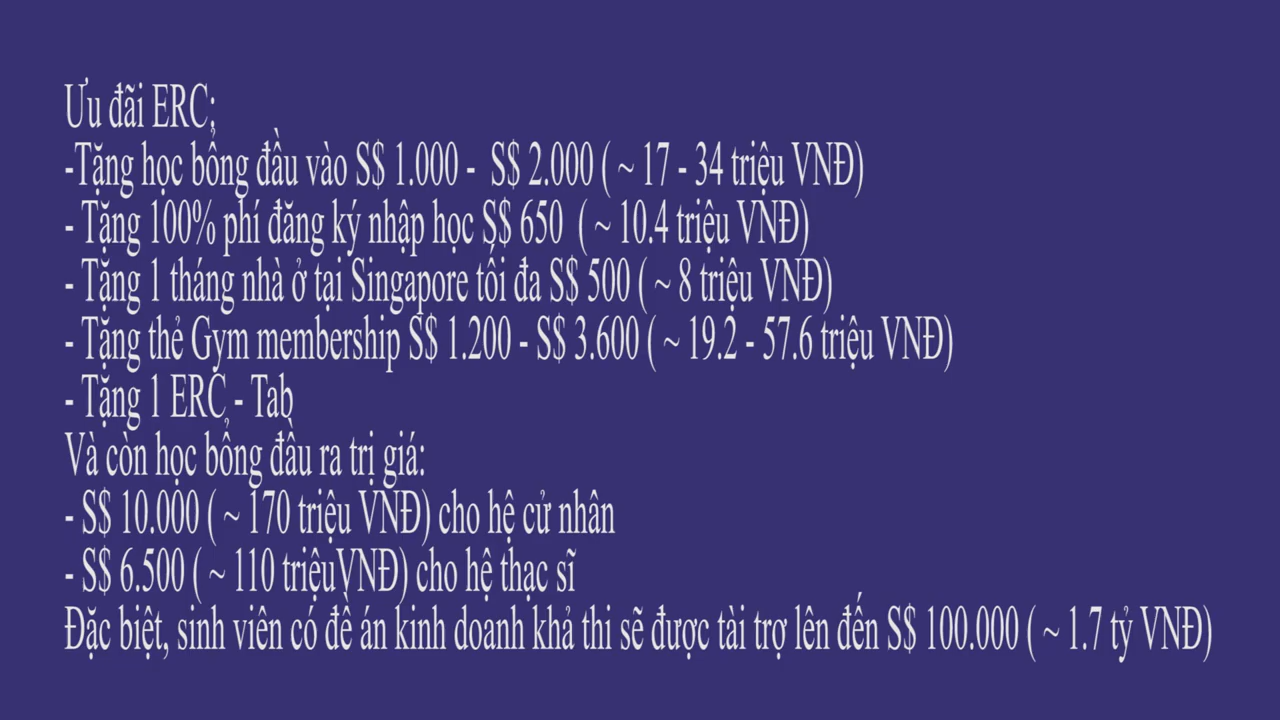 Ưu đãi ERC;
-Tặng học bổng đầu vào S$ 1.000 -  S$ 2.000 ( ~ 17 - 34 triệu VNĐ)
- Tặng 100% phí đăng ký nhập học S$ 650  ( ~ 10.4 triệu VNĐ)
- Tặng 1 tháng nhà ở tại Singapore tối đa S$ 500 ( ~ 8 triệu VNĐ)
- Tặng thẻ Gym membership S$ 1.200 - S$ 3.600 ( ~ 19.2 - 57.6 triệu VNĐ)
- Tặng 1 ERC - Tab
Và còn học bổng đầu ra trị giá:
- S$ 10.000 ( ~ 170 triệu VNĐ) cho hệ cử nhân
- S$ 6.500 ( ~ 110 triệuVNĐ) cho hệ thạc sĩ
Đặc biệt, sinh viên có đề án kinh doanh khả thi sẽ được tài trợ lên đến S$ 100.000 ( ~ 1.7 tỷ VNĐ)